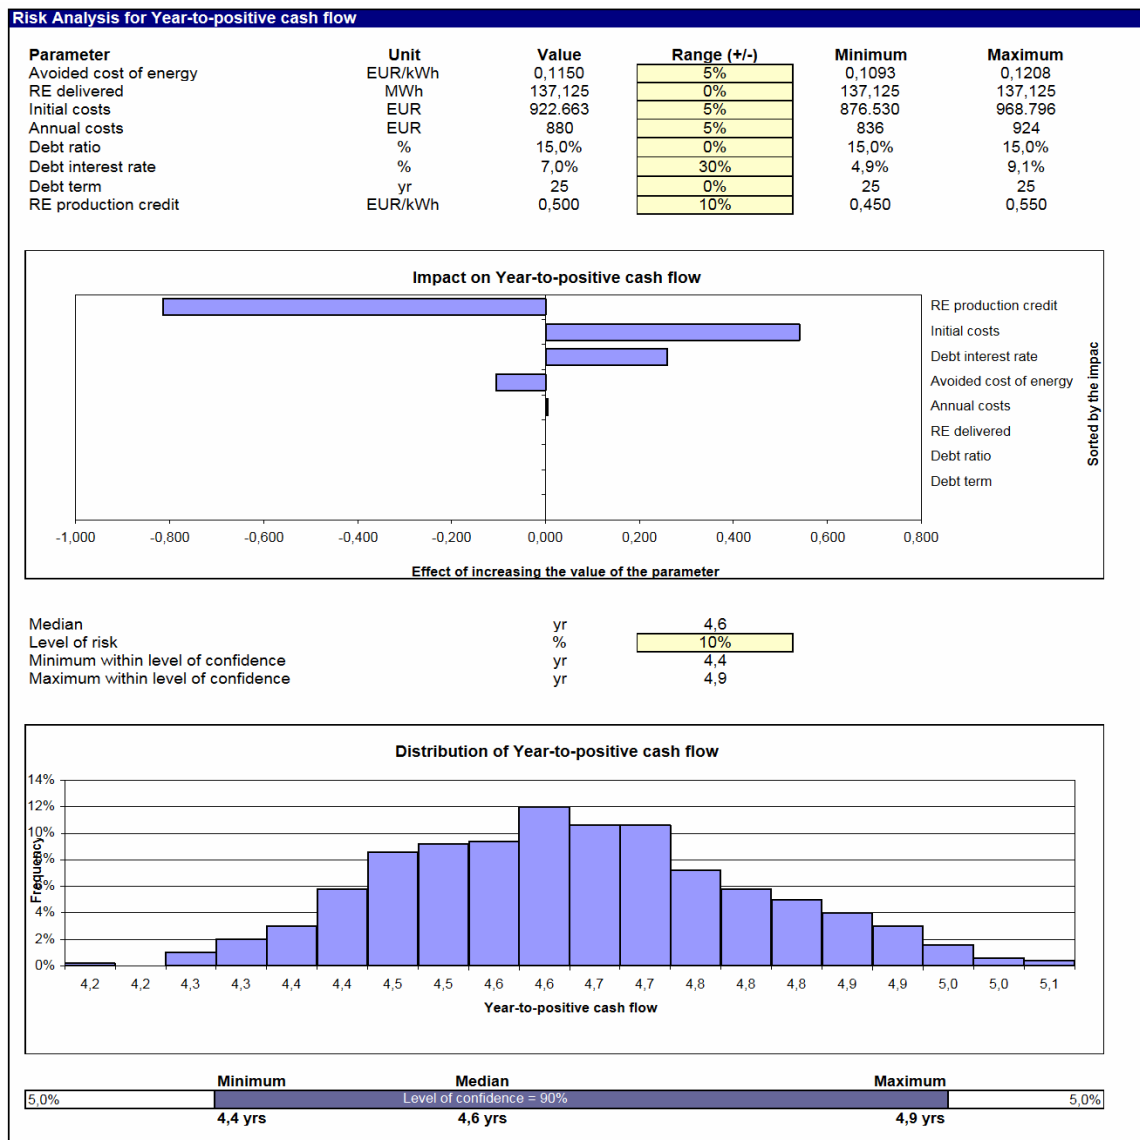 Risk Analysis for Year-to-positive cash flow
Parameter Unit Value Range (+/-) Minimum Maximum
Avoided cost of energy EUR/kWh 0,1150 5% 0,1093 0,1208
RE delivered MWh 137,125 0% 137,125 137,125
Initial costs EUR 922.663 5% 876.530 968.796
Annual costs EUR 880 5% 836 924
Debt ratio % 15,0% 0% 15,0% 15,0%
Debt interest rate % 7,0% 30% 4,9% 9,1%
Debt term yr 25 0% 25 25
RE production credit EUR/kWh 0,500 10% 0,450 0,550
Impact on Year-to-positive cash flow
RE production credit
Initial costs
Debt interest rate
Avoided cost of energy
Annual costs
RE delivered
Debt ratio
Debt term
Sorted by the impac
-1,000 -0,800 -0,600 -0,400 -0,200 0,000 0,200 0,400 0,600 0,800
Effect of increasing the value of the parameter
Median yr 4,6
Level of risk % 10%
Minimum within level of confidence yr 4,4
Maximum within level of confidence yr 4,9
Distribution of Year-to-positive cash flow
14%
12%
10%
8%
6%
4%
2%
0%
Frequency
4,2 4,2 4,3 4,3 4,4 4,4 4,5 4,5 4,6 4,6 4,7 4,7 4,8 4,8 4,8 4,9 4,9 5,0 5,0 5,1
Year-to-positive cash flow
Minimum Median Maximum
5,0% Level of confidence = 90% 5,0%
4,4 yrs 4,6 yrs 4,9 yrs